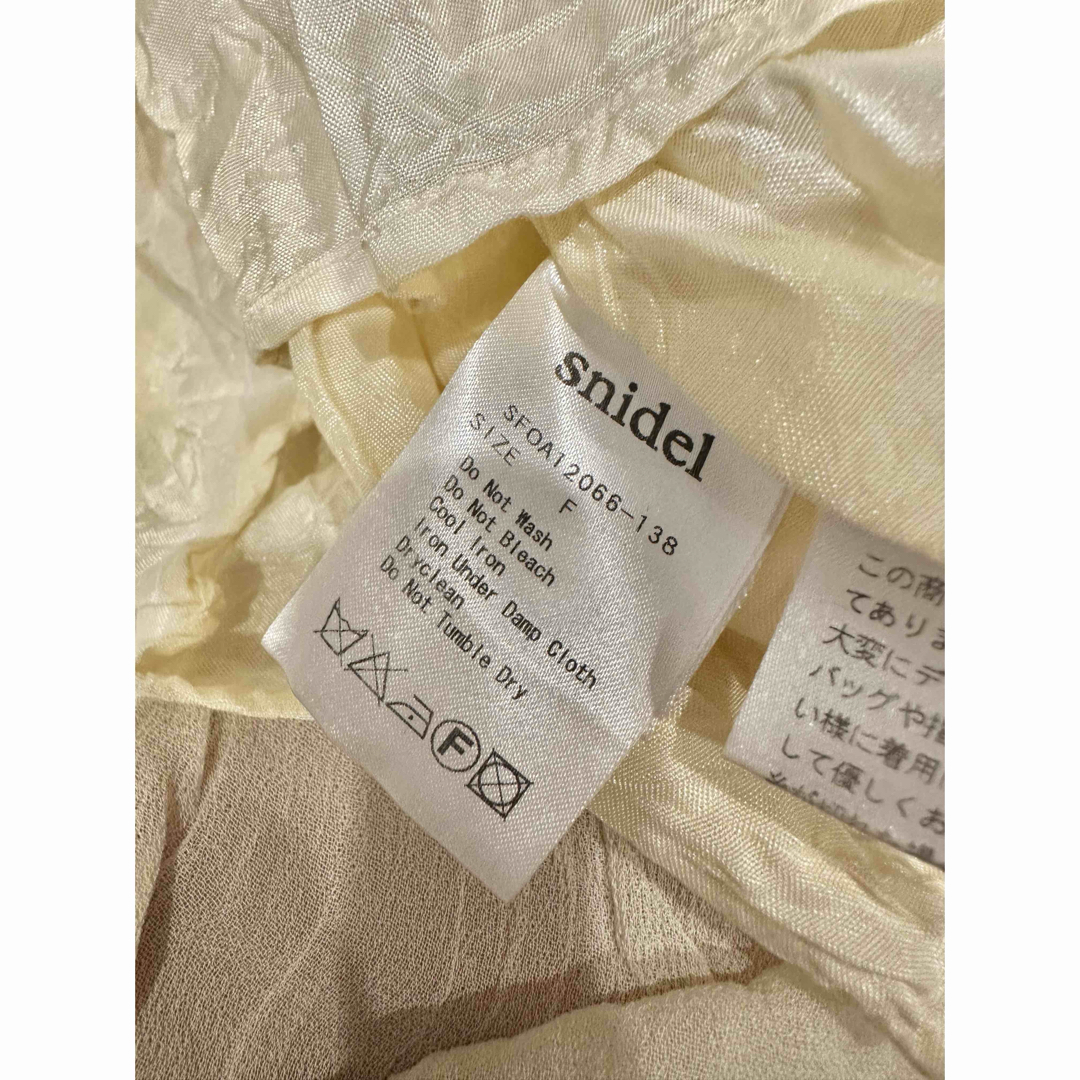 snidel
SFOA12066-138
SIZE F
Do Not Wash
Do Not Bleach
Cool Iron
Iron Under Damp Cloth
Dryclean
Do Not Tumble Dry
F
この商
てありま
大変にデ
バッグや指
い様に着用に
して優しくお